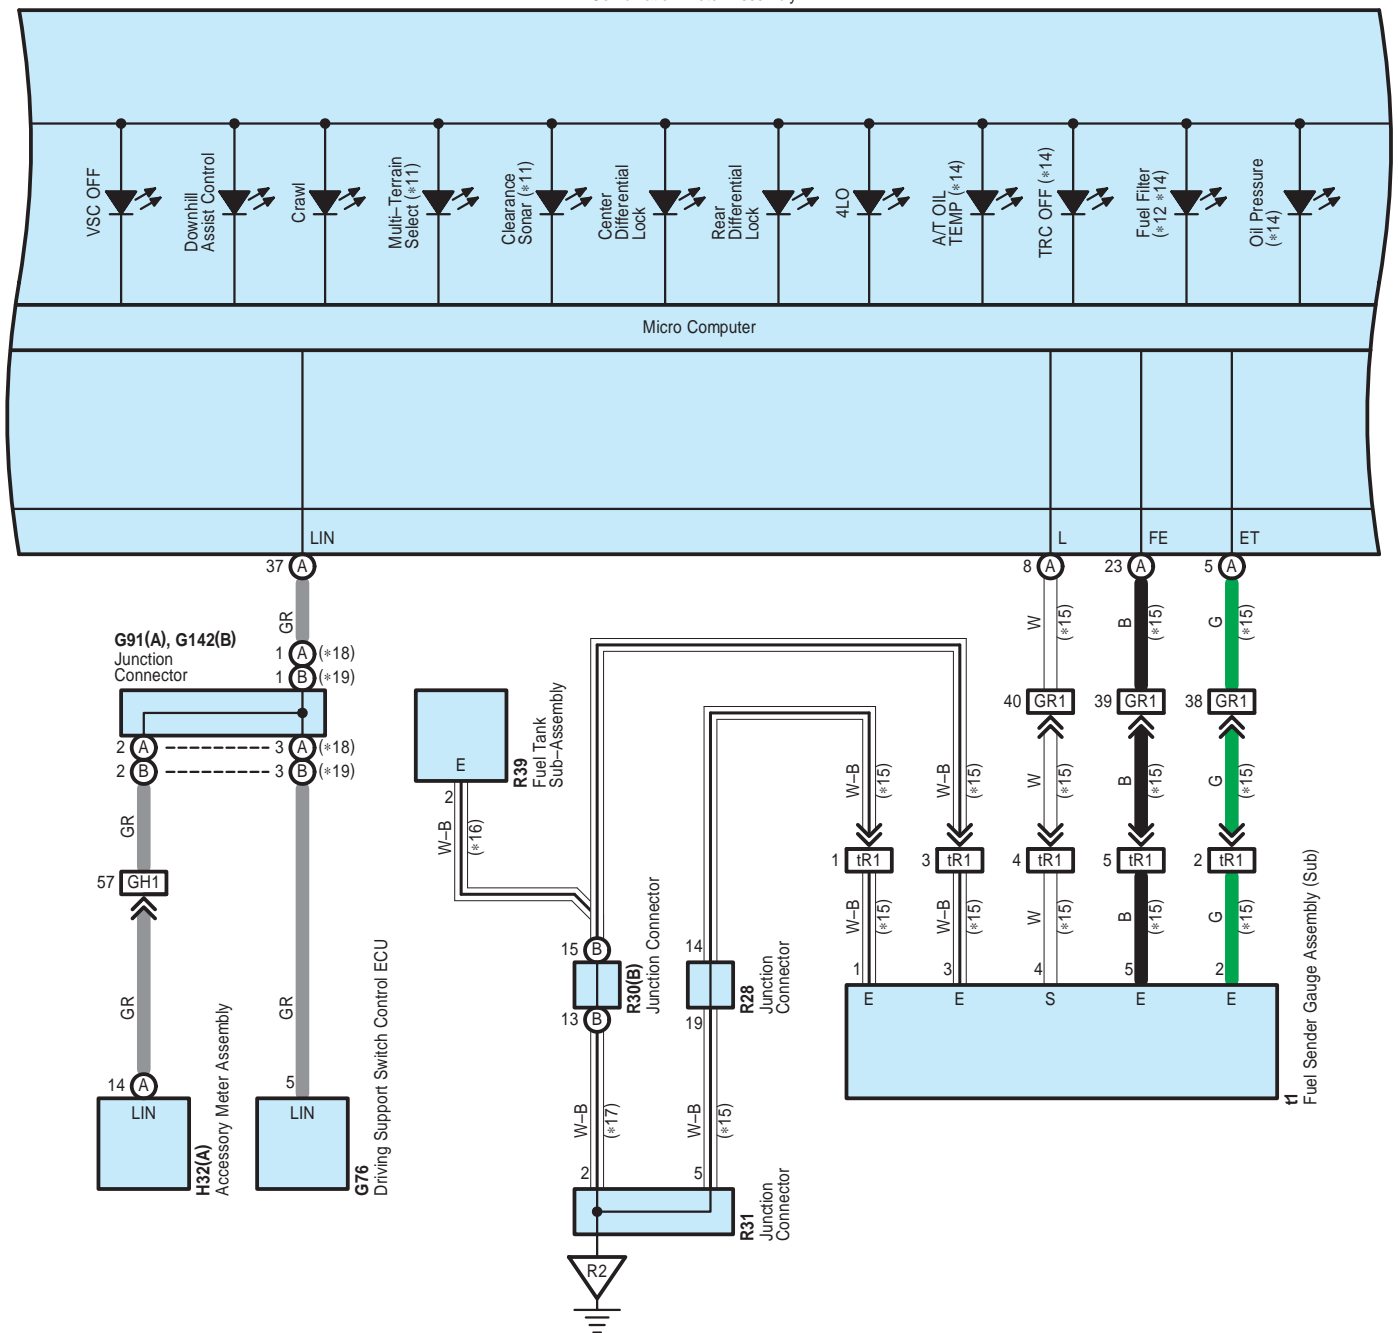 VSC OFF
Downhill
Assist Control
Crawl
Multi-Terrain
Select (*11)
Clearance
Sonar (*11)
Center
Differential
Lock
Rear
Differential
Lock
4LO
A/T OIL
TEMP (*14)
TRC OFF (*14)
Fuel Filter
(*12 *14)
Oil Pressure
(*14)
Micro Computer
LIN
L
FE
ET
37 A
8 A
23 A
5 A
GR
W
(*15)
B
(*15)
G
(*15)
G91(A), G142(B)
Junction
Connector
1 A (*18)
1 B (*19)
2 A
3 A (*18)
2 B
3 B (*19)
E
R39
Fuel Tank
Sub-Assembly
2
W-B
(*16)
40 GR1
39 GR1
38 GR1
W-B
(*15)
W-B
(*15)
W
(*15)
B
(*15)
G
(*15)
GR
57 GH1
GR
GR
1 tR1
3 tR1
4 tR1
5 tR1
2 tR1
W-B
(*15)
W-B
(*15)
W
(*15)
B
(*15)
G
(*15)
15 B
R30(B)
Junction Connector
13 B
14
R28
Junction
Connector
19
1
3
4
5
2
E
E
S
E
E
t1
Fuel Sender Gauge Assembly (Sub)
14 A
LIN
H32(A)
Accessory Meter Assembly
5
LIN
G76
Driving Support Switch Control ECU
W-B
(*17)
W-B
(*15)
2
5
R31
Junction
Connector
R2